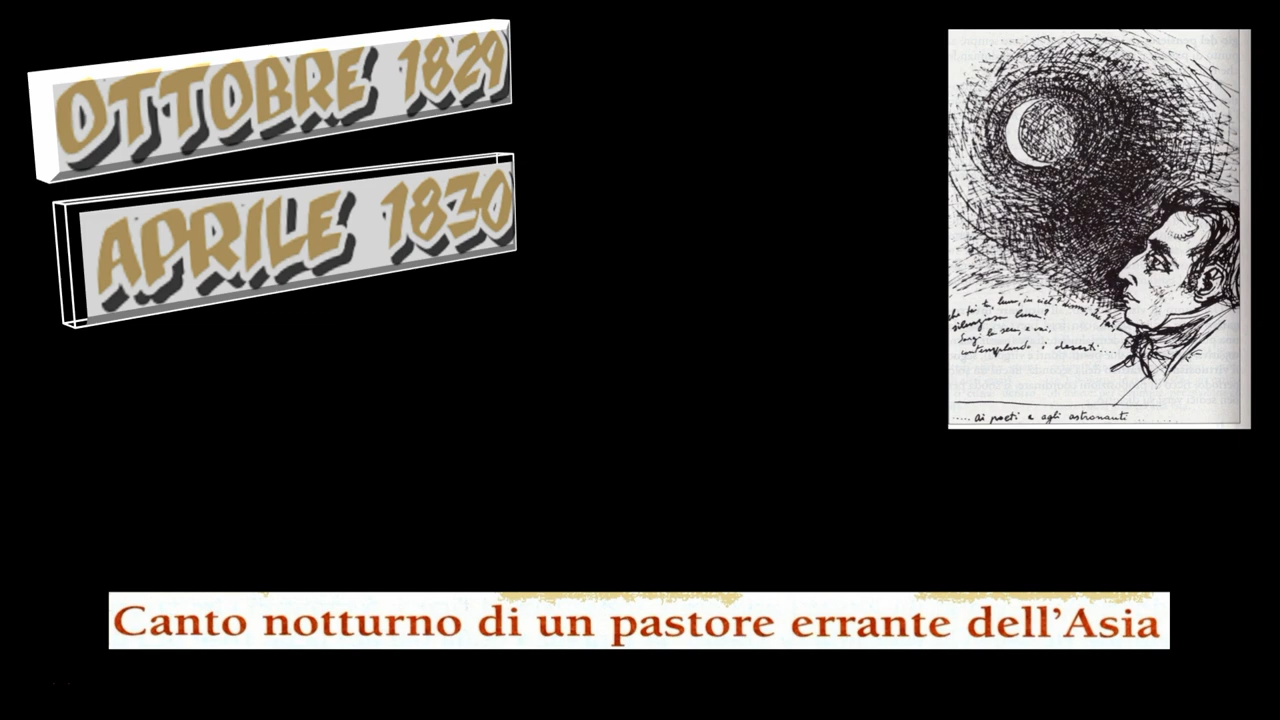 OTTOBRE 1829
APRILE 1830
che fai tu, luna, in ciel? dimmi, che fai,
silenziosa luna?
Sorgi la sera, e vai,
contemplando i deserti....
..... ai poeti e agli astronauti
Canto notturno di un pastore errante dell'Asia